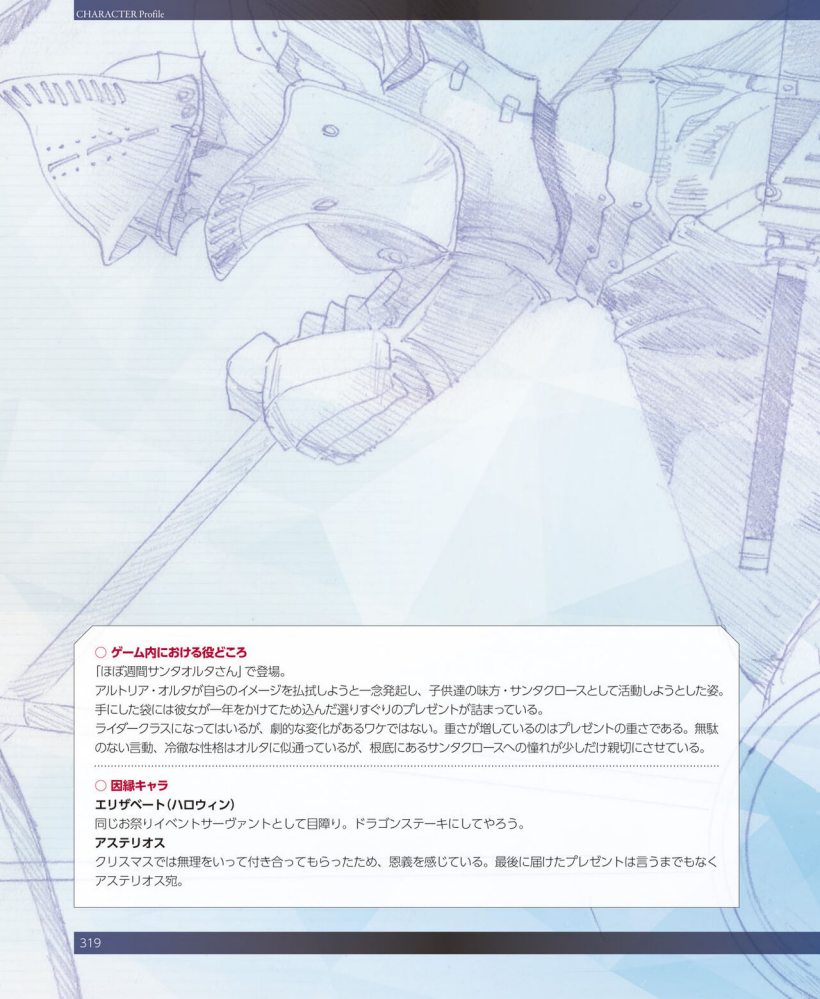 CHARACTER Profile
○ ゲーム内における役どころ
「ほぼ週間サンタオルタさん」で登場。
アルトリア・オルタが自らのイメージを払拭しようと一念発起し、子供達の味方・サンタクロースとして活動しようとした姿。
手にした袋には彼女が一年をかけてため込んだ選りすぐりのプレゼントが詰まっている。
ライダークラスになってはいるが、劇的な変化があるワケではない。重さが増しているのはプレゼントの重さである。無駄
のない言動、冷徹な性格はオルタに似通っているが、根底にあるサンタクロースへの憧れが少しだけ親切にさせている。
○ 因縁キャラ
エリザベート(ハロウィン)
同じお祭りイベントサーヴァントとして目障り。ドラゴンステーキにしてやろう。
アステリオス
クリスマスでは無理をいって付き合ってもらったため、恩義を感じている。最後に届けたプレゼントは言うまでもなく
アステリオス宛。
319